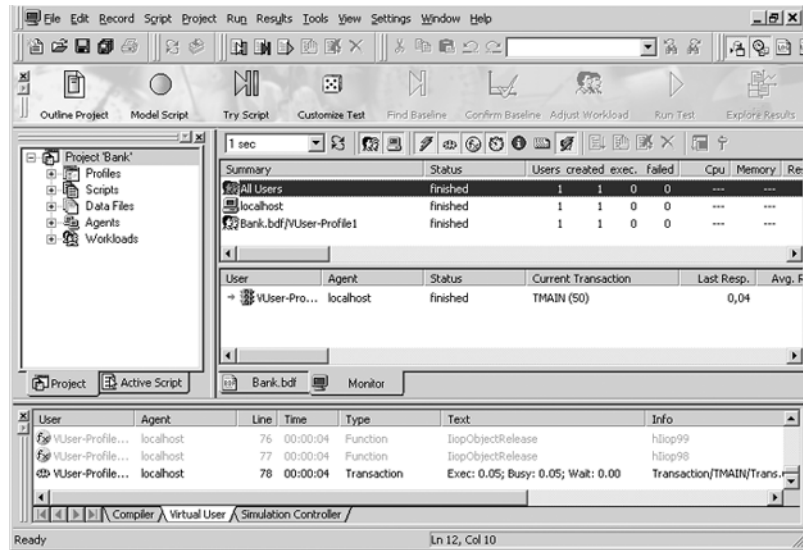 File Edit Record Script Project Run Results Tools View Settings Window Help
Outline Project Model Script Try Script Customize Test Find Baseline Confirm Baseline Adjust Workload Run Test Explore Results
1 sec
Project 'Bank'
Profiles
Scripts
Data Files
Agents
Workloads
Project Active Script
Summary Status Users created exec. failed Cpu Memory Re
All Users finished 1 1 0 0 --- ---
localhost finished 1 1 0 0 --- ---
Bank.bdf/VUser-Profile1 finished 1 1 0 0 --- ---
User Agent Status Current Transaction Last Resp. Avg. R
VUser-Pro... localhost finished TMAIN (50) 0,04
Bank.bdf Monitor
User Agent Line Time Type Text Info
VUser-Profile... localhost 76 00:00:04 Function IiopObjectRelease hIiop99
VUser-Profile... localhost 77 00:00:04 Function IiopObjectRelease hIiop98
VUser-Profile... localhost 78 00:00:04 Transaction Exec: 0.05; Busy: 0.05; Wait: 0.00 Transaction/TMAIN/Trans.
Compiler Virtual User Simulation Controller
Ready Ln 12, Col 10